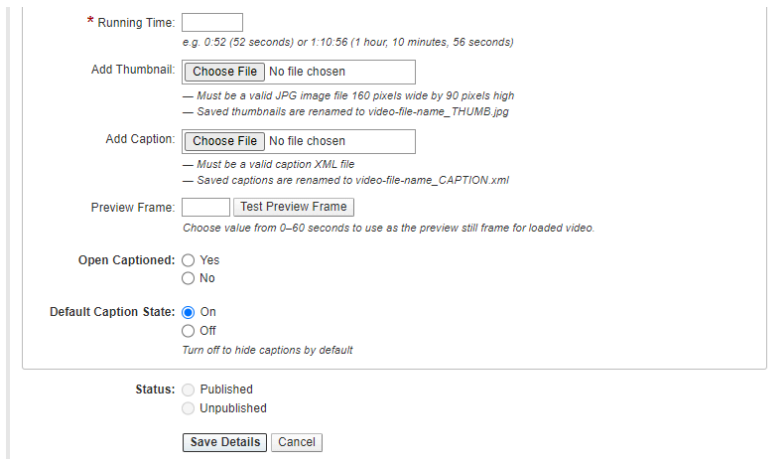 * Running Time:
e.g. 0:52 (52 seconds) or 1:10:56 (1 hour, 10 minutes, 56 seconds)
Add Thumbnail: Choose File No file chosen
— Must be a valid JPG image file 160 pixels wide by 90 pixels high
— Saved thumbnails are renamed to video-file-name_THUMB.jpg
Add Caption: Choose File No file chosen
— Must be a valid caption XML file
— Saved captions are renamed to video-file-name_CAPTION.xml
Preview Frame: Test Preview Frame
Choose value from 0–60 seconds to use as the preview still frame for loaded video.
Open Captioned: Yes
No
Default Caption State: On
Off
Turn off to hide captions by default
Status: Published
Unpublished
Save Details Cancel